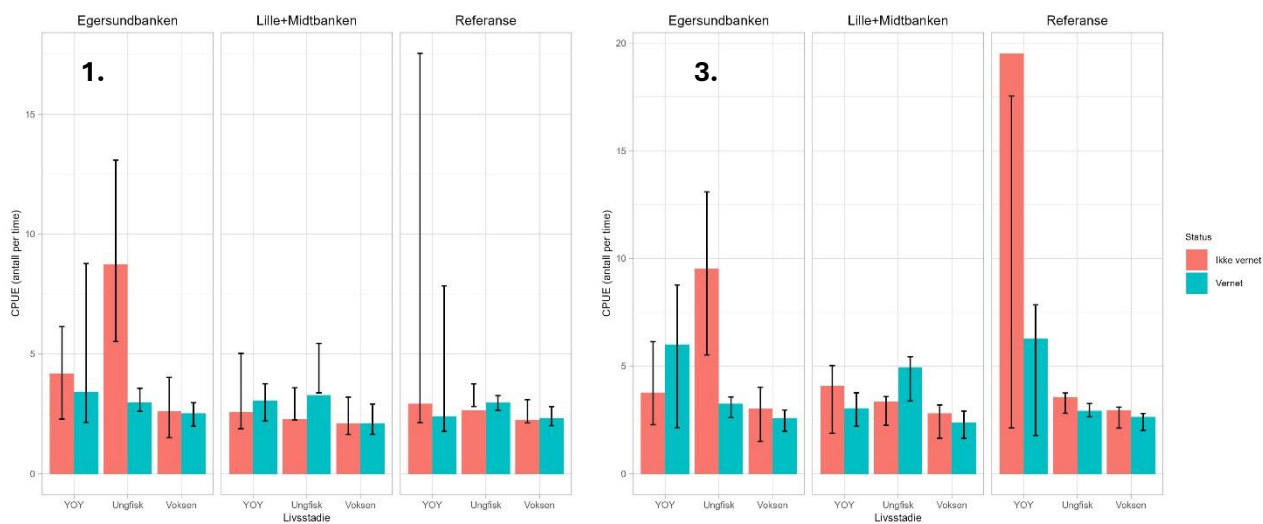 Egersundbanken Lille+Midtbanken Referanse
1.
CPUE (antall per time)
15
10
5
0
YOY Ungfisk Voksen YOY Ungfisk Voksen YOY Ungfisk Voksen
Livsstadie
Egersundbanken Lille+Midtbanken Referanse
3.
CPUE (antall per time)
20
15
10
5
0
YOY Ungfisk Voksen YOY Ungfisk Voksen YOY Ungfisk Voksen
Livsstadie
Status
Ikke vernet
Vernet